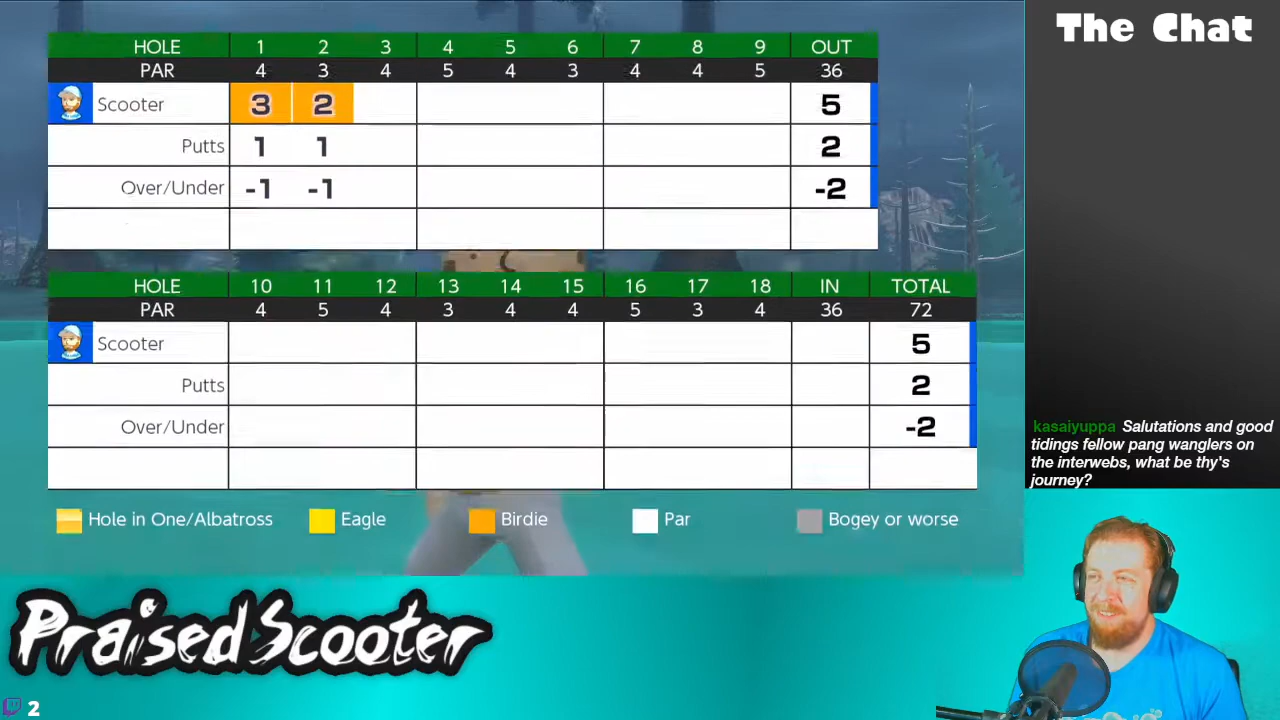 The Chat
HOLE 1 2 3 4 5 6 7 8 9 OUT
PAR 4 3 4 5 4 3 4 4 5 36
Scooter 3 2 5
Putts 1 1 2
Over/Under -1 -1 -2
HOLE 10 11 12 13 14 15 16 17 18 IN TOTAL
PAR 4 5 4 3 4 4 5 3 4 36 72
Scooter 5
Putts 2
Over/Under -2
Hole in One/Albatross Eagle Birdie Par Bogey or worse
kasaiyuppa Salutations and good
tidings fellow pang wanglers on
the interwebs, what be thy's
journey?
PraisedScooter
2